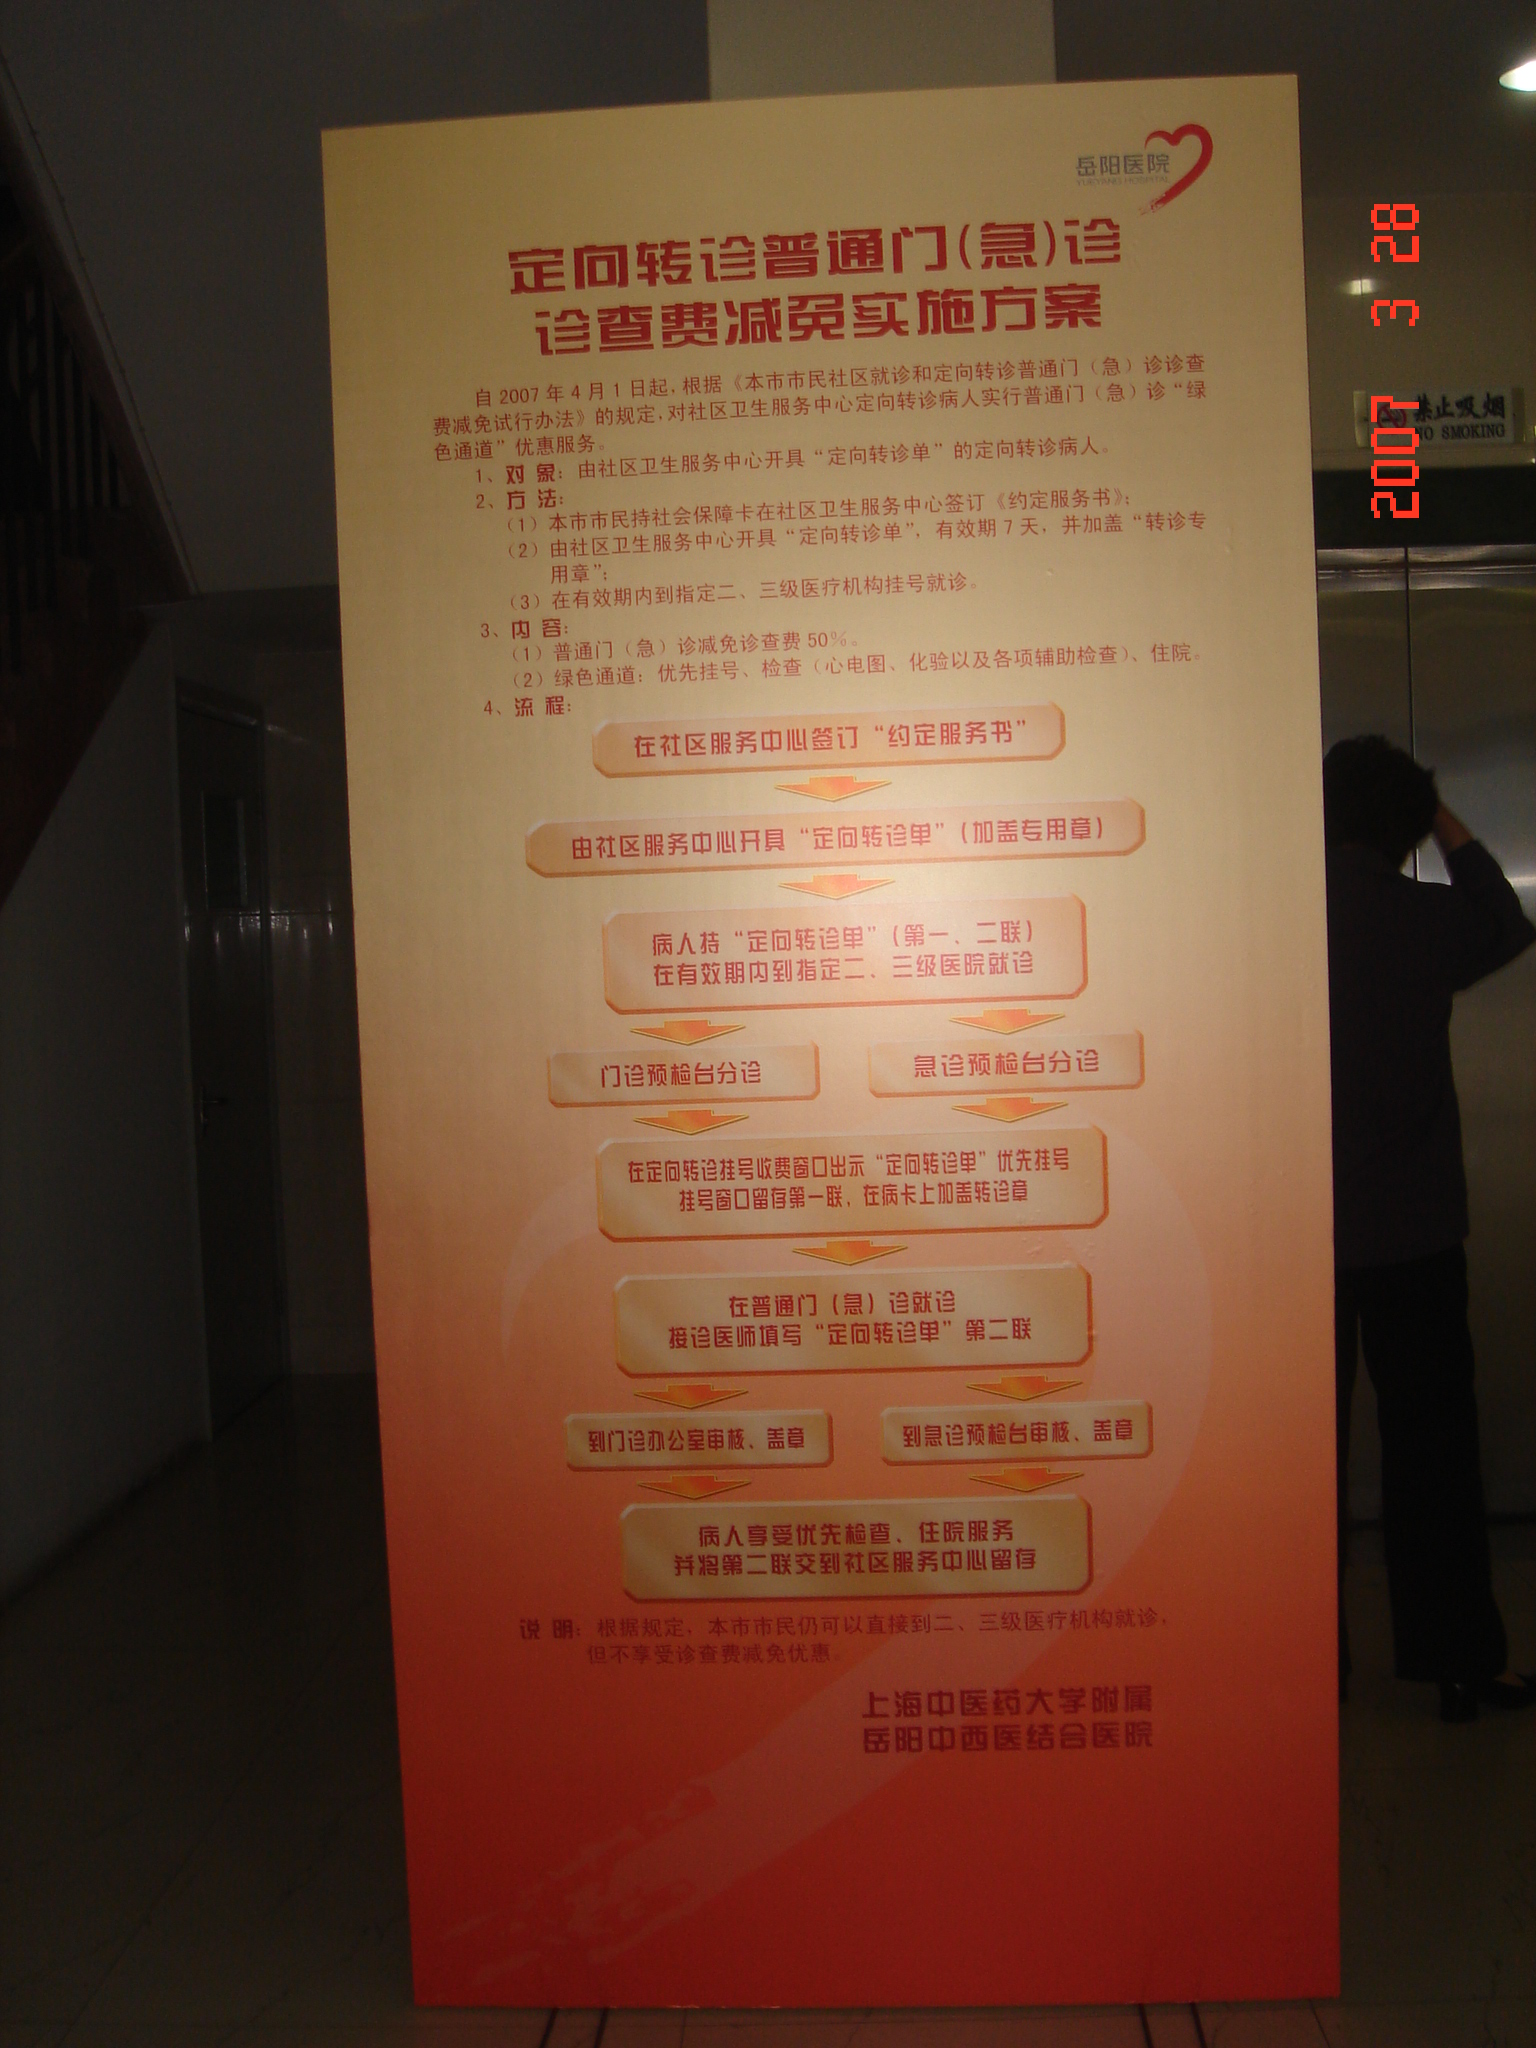 岳阳医院
YUEYANG HOSPITAL
定向转诊普通门(急)诊
诊查费减免实施方案
自2007年4月1日起,根据《本市市民社区就诊和定向转诊普通门（急）诊诊查
费减免试行办法》的规定,对社区卫生服务中心定向转诊病人实行普通门（急）诊“绿
色通道”优惠服务。
1、对 象：由社区卫生服务中心开具“定向转诊单”的定向转诊病人。
2、方 法：
（1）本市市民持社会保障卡在社区卫生服务中心签订《约定服务书》；
（2）由社区卫生服务中心开具“定向转诊单”，有效期7天，并加盖“转诊专
用章”；
（3）在有效期内到指定二、三级医疗机构挂号就诊。
3、内 容：
（1）普通门（急）诊减免诊查费50%。
（2）绿色通道：优先挂号、检查（心电图、化验以及各项辅助检查）、住院。
4、流 程：
在社区服务中心签订“约定服务书”
由社区服务中心开具“定向转诊单”(加盖专用章)
病人持“定向转诊单”(第一、二联)
在有效期内到指定二、三级医院就诊
门诊预检台分诊
急诊预检台分诊
在定向转诊挂号收费窗口出示“定向转诊单”优先挂号
挂号窗口留存第一联，在病卡上加盖转诊章
在普通门(急)诊就诊
接诊医师填写“定向转诊单”第二联
到门诊办公室审核、盖章
到急诊预检台审核、盖章
病人享受优先检查、住院服务
并将第二联交到社区服务中心留存
说 明：根据规定，本市市民仍可以直接到二、三级医疗机构就诊，
但不享受诊查费减免优惠。
上海中医药大学附属
岳阳中西医结合医院
禁止吸烟
NO SMOKING
2007 3 28